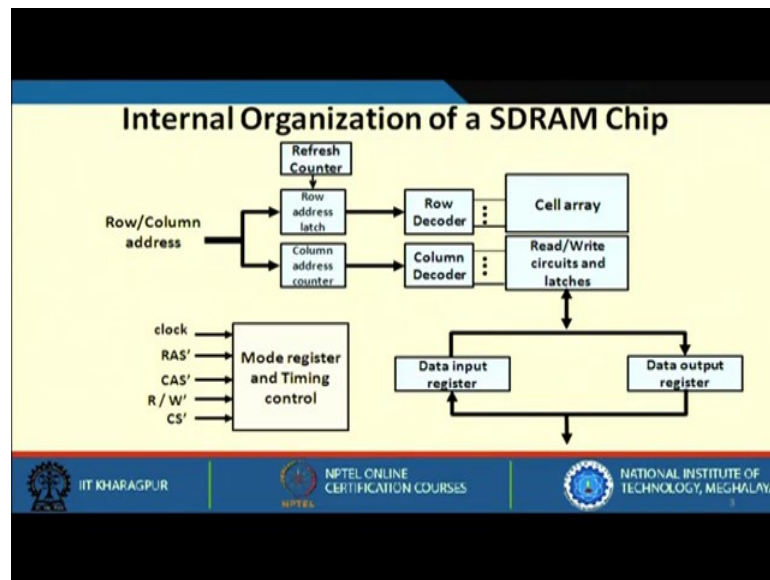 Internal Organization of a SDRAM Chip
Refresh
Counter
Row/Column
address
Row
address
latch
Row
Decoder
Cell array
Column
address
counter
Column
Decoder
Read/Write
circuits and
latches
clock
RAS'
CAS'
R / W'
CS'
Mode register
and Timing
control
Data input
register
Data output
register
IIT KHARAGPUR
NPTEL
NPTEL ONLINE
CERTIFICATION COURSES
NATIONAL INSTITUTE OF
TECHNOLOGY, MEGHALAYA
3